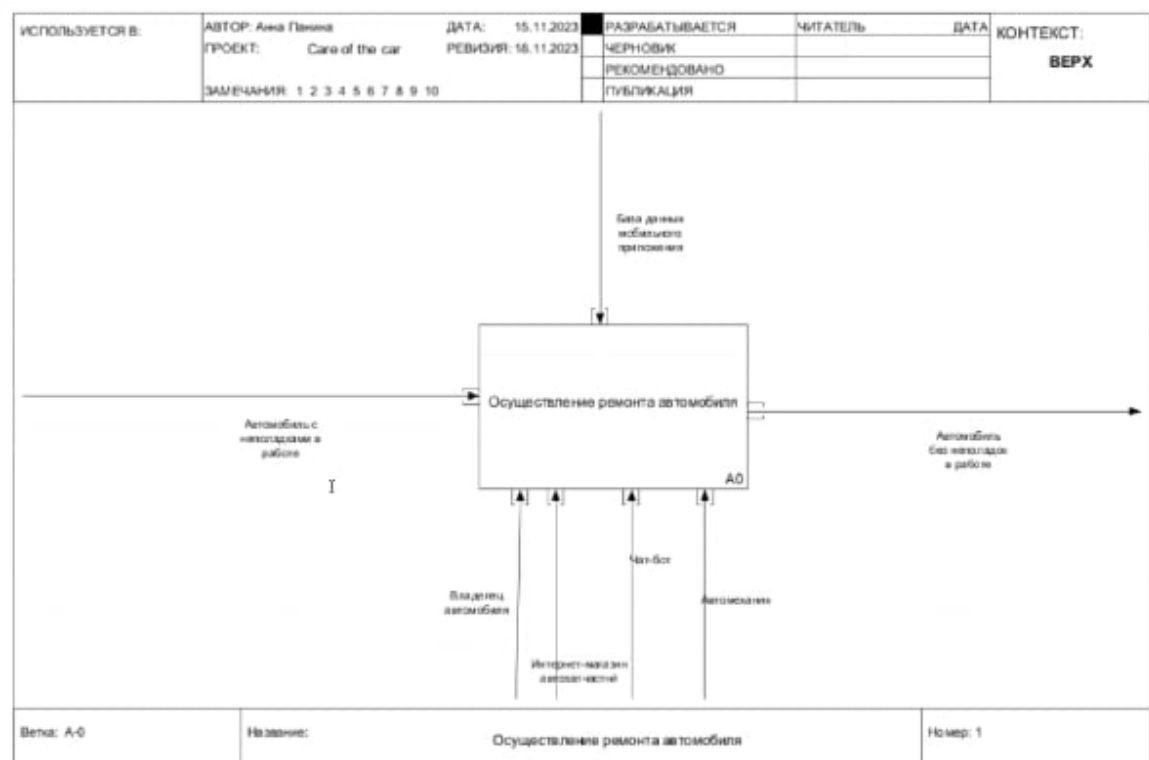 ИСПОЛЬЗУЕТСЯ В:
АВТОР: Анна Панина
ДАТА: 15.11.2023
РАЗРАБАТЫВАЕТСЯ
ЧИТАТЕЛЬ
ДАТА
КОНТЕКСТ:
ПРОЕКТ: Care of the car
РЕВИЗИЯ: 16.11.2023
ЧЕРНОВИК
ВЕРХ
РЕКОМЕНДОВАНО
ЗАМЕЧАНИЯ: 1 2 3 4 5 6 7 8 9 10
ПУБЛИКАЦИЯ
База данных
мобильного
приложения
Осуществление ремонта автомобиля
A0
Автомобиль с
неполадками в
работе
Автомобиль
без неполадок
в работе
Чат-бот
Владелец
автомобиля
Автомеханик
Интернет-магазин
автозапчастей
Ветка: A-0
Название:
Осуществление ремонта автомобиля
Номер: 1